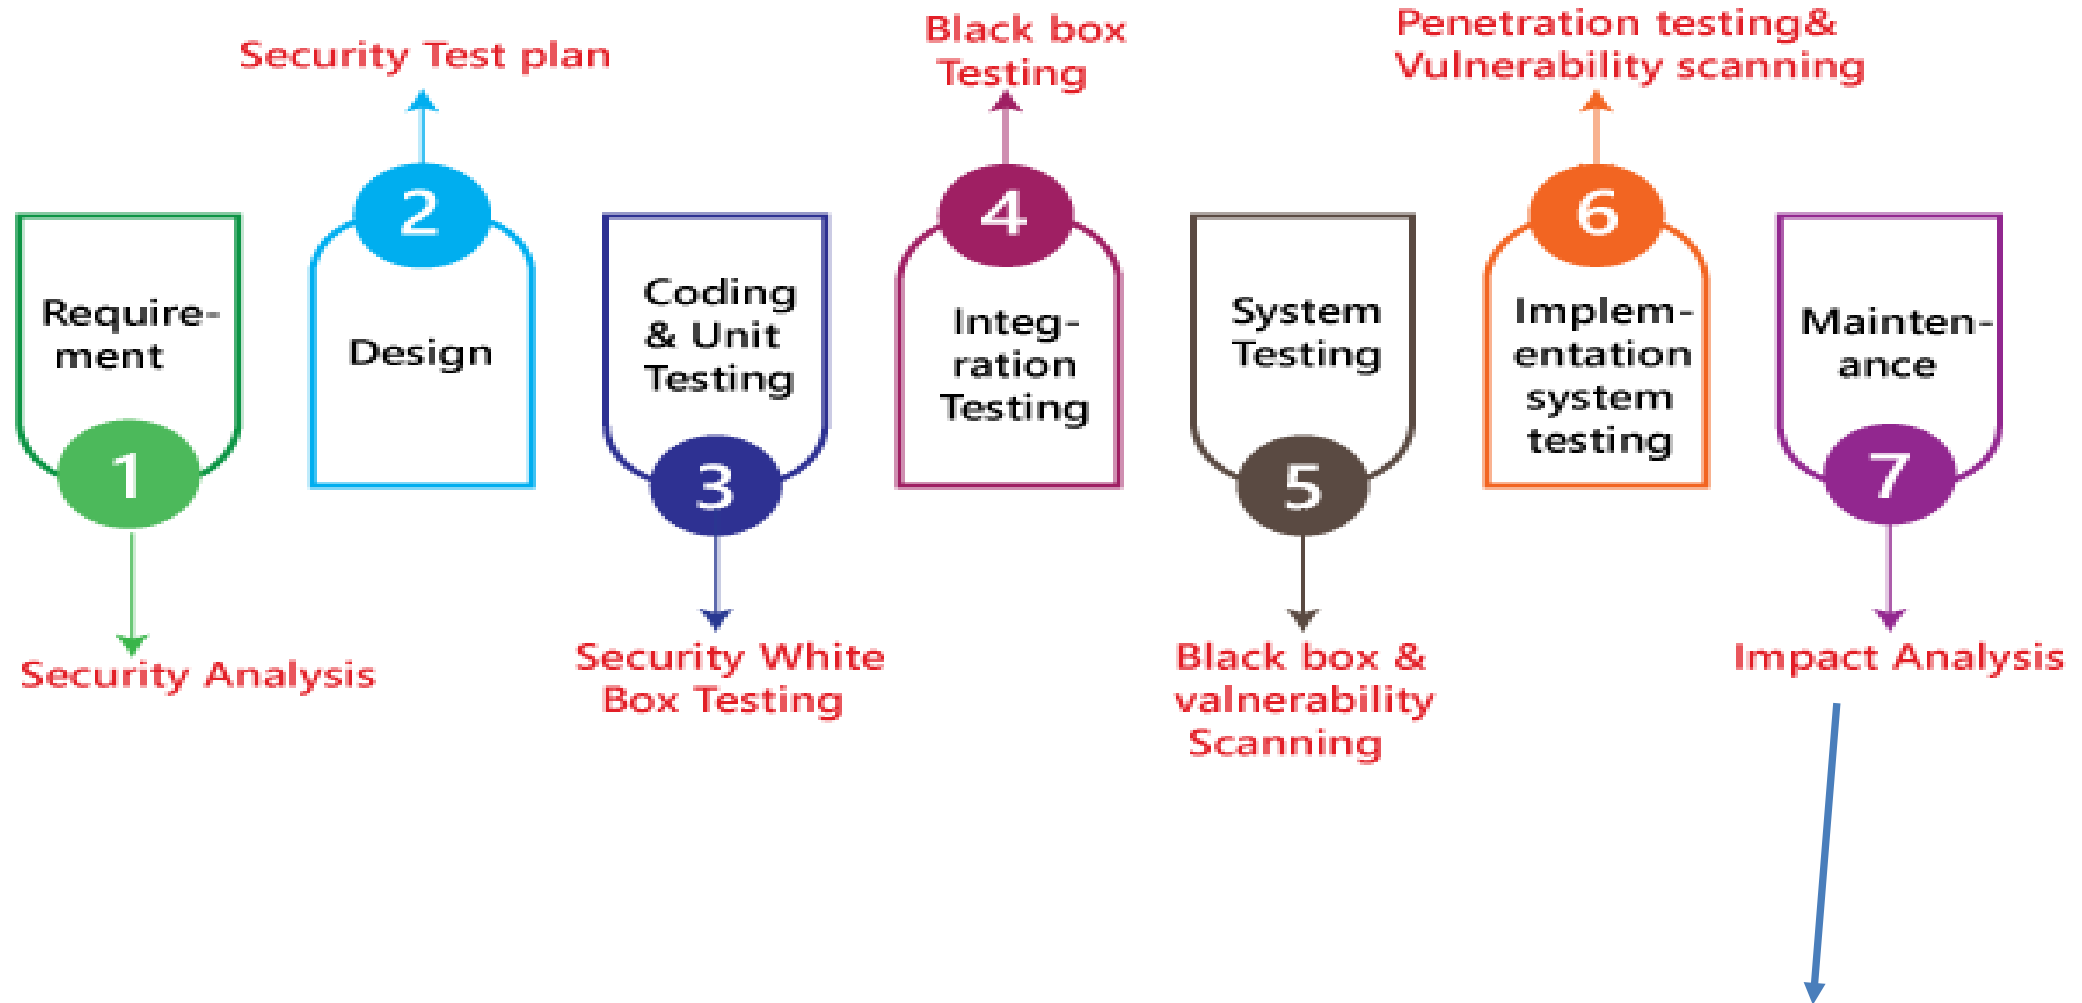 Security Test plan
Black box
Testing
Penetration testing&
Vulnerability scanning
1
Require-
ment
Security Analysis
2
Design
Coding
& Unit
Testing
3
Security White
Box Testing
4
Integ-
ration
Testing
System
Testing
5
Black box &
valnerability
Scanning
6
Implem-
entation
system
testing
Mainten-
ance
7
Impact Analysis